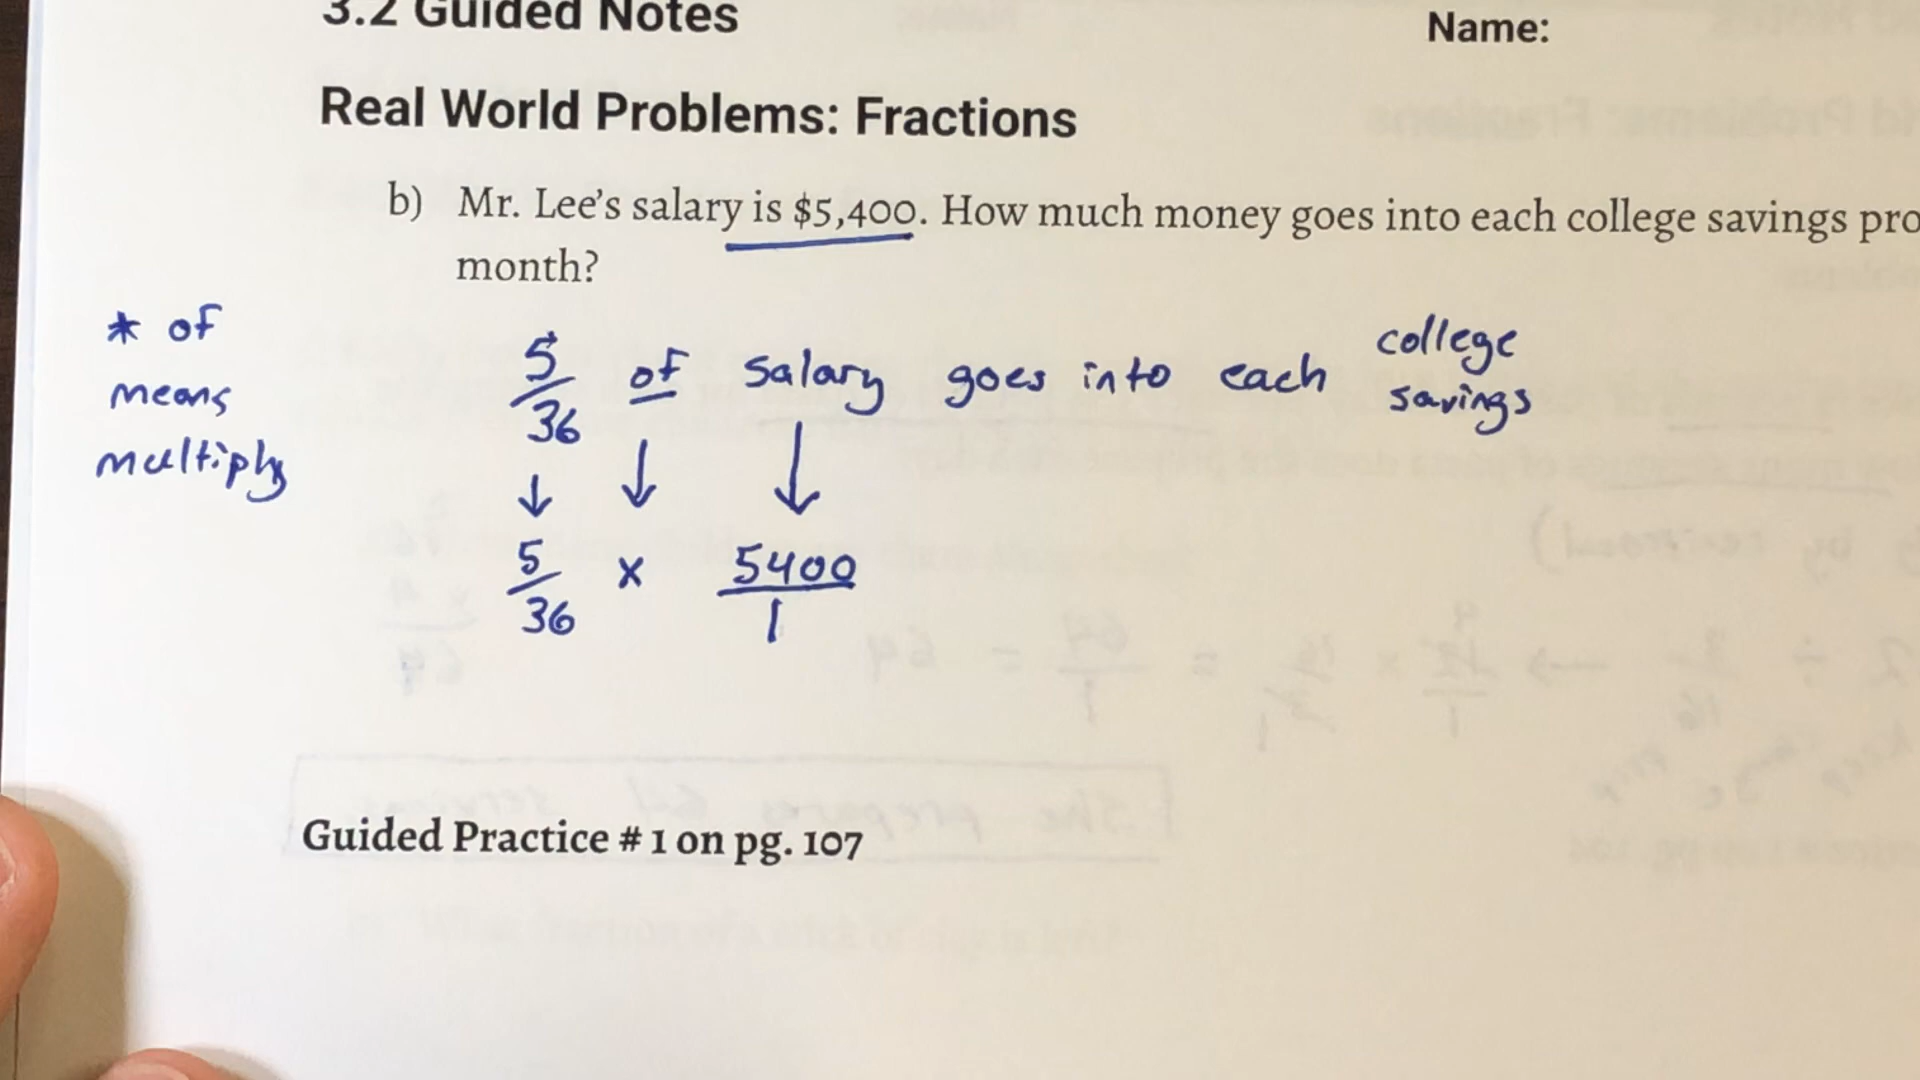 3.2 Guided Notes
Name:
Real World Problems: Fractions
b) Mr. Lee's salary is $5,400. How much money goes into each college savings pro
month?
* of
means
multiply
5/36 of salary goes into each college savings
↓ ↓ ↓
5/36 x 5400/1
Guided Practice # 1 on pg. 107